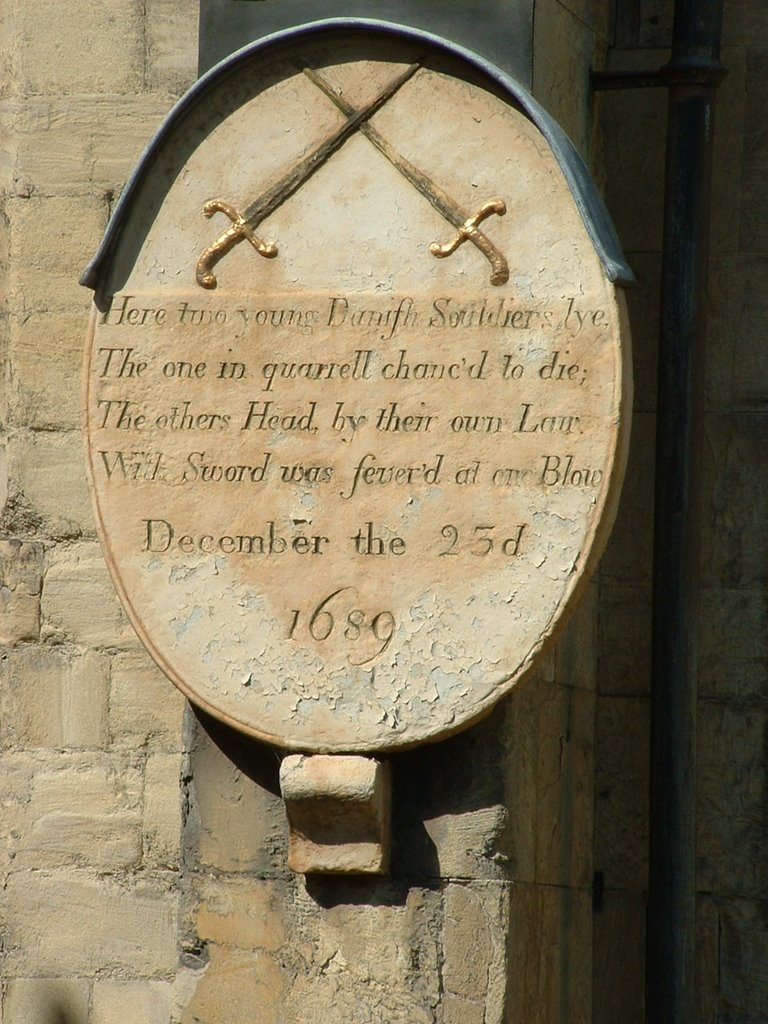 Here two young Daniſh Souldiers lye,
The one in quarrell chanc'd to die;
The others Head, by their own Law,
With Sword was ſever'd at one Blow
December the 23d
1689